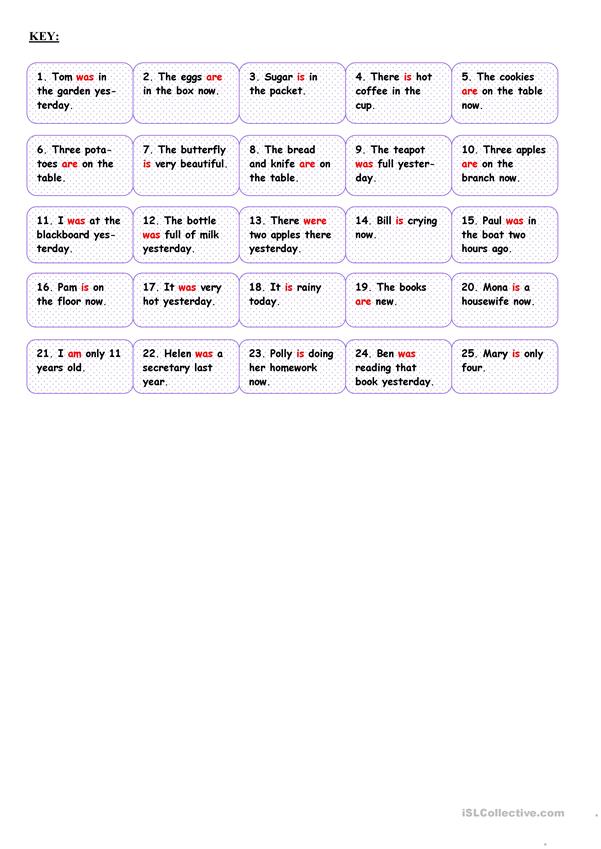 KEY:
1. Tom was in
the garden yes-
terday.
2. The eggs are
in the box now.
3. Sugar is in
the packet.
4. There is hot
coffee in the
cup.
5. The cookies
are on the table
now.
6. Three pota-
toes are on the
table.
7. The butterfly
is very beautiful.
8. The bread
and knife are on
the table.
9. The teapot
was full yester-
day.
10. Three apples
are on the
branch now.
11. I was at the
blackboard yes-
terday.
12. The bottle
was full of milk
yesterday.
13. There were
two apples there
yesterday.
14. Bill is crying
now.
15. Paul was in
the boat two
hours ago.
16. Pam is on
the floor now.
17. It was very
hot yesterday.
18. It is rainy
today.
19. The books
are new.
20. Mona is a
housewife now.
21. I am only 11
years old.
22. Helen was a
secretary last
year.
23. Polly is doing
her homework
now.
24. Ben was
reading that
book yesterday.
25. Mary is only
four.
iSLCollective.com